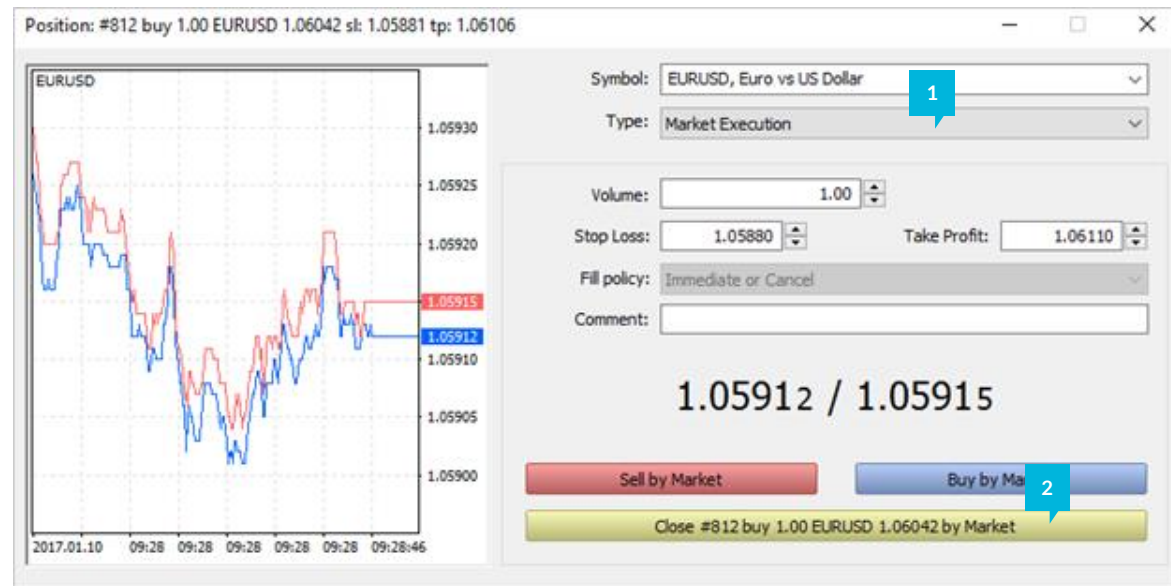 Position: #812 buy 1.00 EURUSD 1.06042 sl: 1.05881 tp: 1.06106
EURUSD
1.05930
1.05925
1.05920
1.05915
1.05912
1.05910
1.05905
1.05900
2017.01.10 09:28 09:28 09:28 09:28 09:28 09:28:46
Symbol: EURUSD, Euro vs US Dollar
1
Type: Market Execution
Volume: 1.00
Stop Loss: 1.05880 Take Profit: 1.06110
Fill policy: Immediate or Cancel
Comment:
1.05912 / 1.05915
Sell by Market Buy by Ma
2
Close #812 buy 1.00 EURUSD 1.06042 by Market